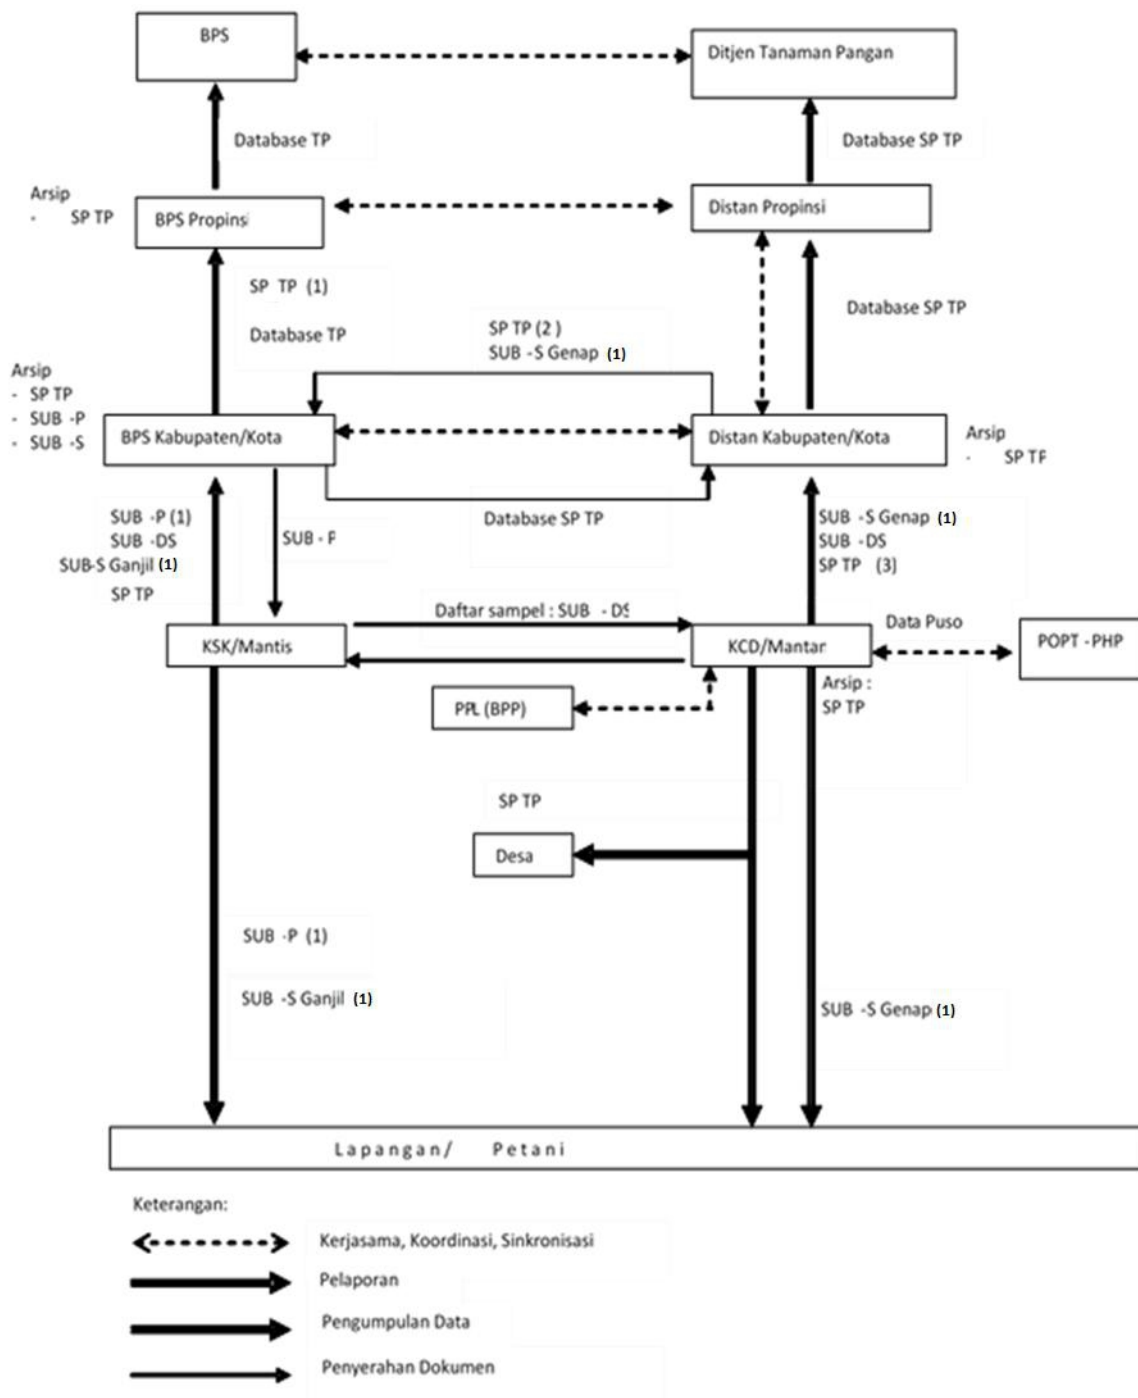 BPS
Ditjen Tanaman Pangan
Database TP
Database SP TP
Arsip
- SP TP
BPS Propinsi
Distan Propinsi
SP TP (1)
Database TP
Database SP TP
SP TP (2 )
SUB -S Genap (1)
Arsip
- SP TP
- SUB -P
- SUB -S
BPS Kabupaten/Kota
Distan Kabupaten/Kota
Arsip
- SP TP
SUB -P (1)
SUB -DS
SUB-S Ganjil (1)
SP TP
SUB - P
Database SP TP
SUB -S Genap (1)
SUB -DS
SP TP (3)
Daftar sampel : SUB - DS
KSK/Mantis
KCD/Mantan
Data Puso
POPT -PHP
Arsip :
SP TP
PPL (BPP)
SP TP
Desa
SUB -P (1)
SUB -S Ganjil (1)
SUB -S Genap (1)
Lapangan/ Petani
Keterangan:
Kerjasama, Koordinasi, Sinkronisasi
Pelaporan
Pengumpulan Data
Penyerahan Dokumen